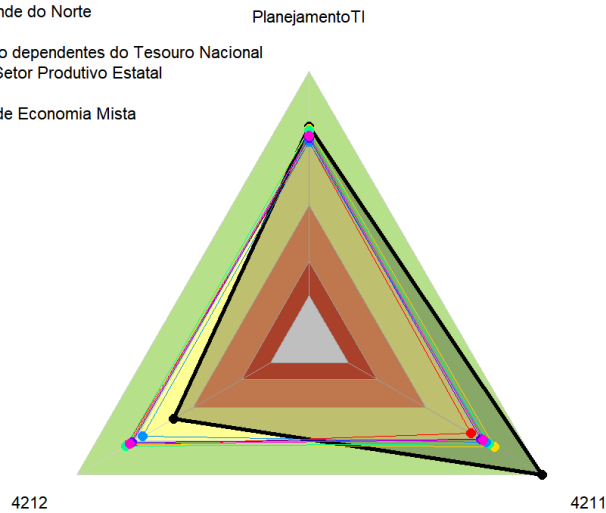 nde do Norte
PlanejamentoTI
o dependentes do Tesouro Nacional
Setor Produtivo Estatal
de Economia Mista
4212
4211